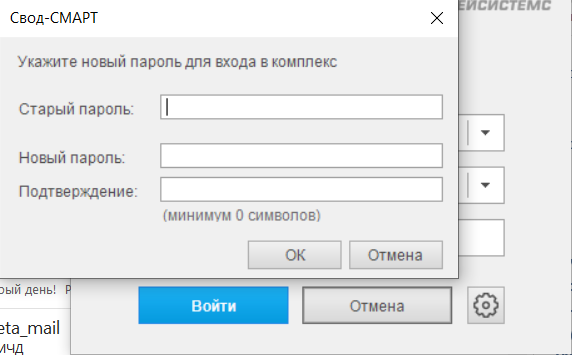 Свод-СМАРТ
ЕЙСИСТЕМС
Укажите новый пароль для входа в комплекс
Старый пароль:
Новый пароль:
Подтверждение:
(минимум 0 символов)
ОК
Отмена
Войти
Отмена
рый день!
eta_mail
МЧД